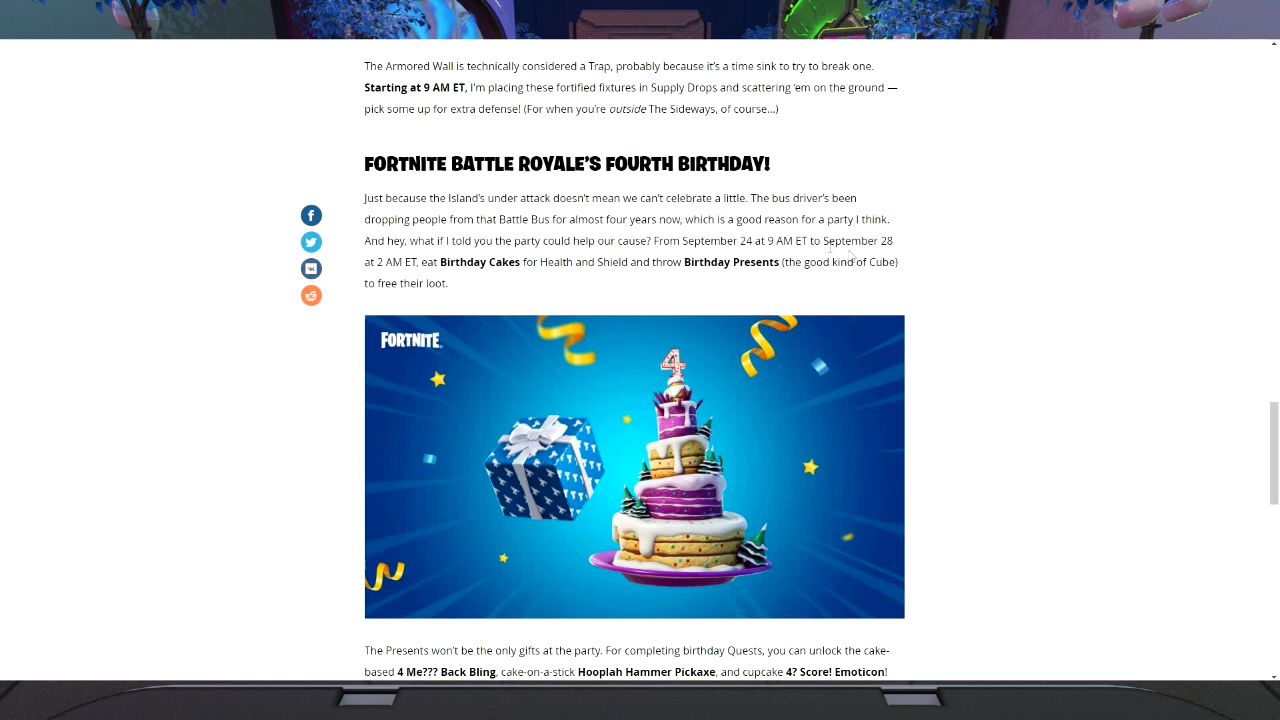 The Armored Wall is technically considered a Trap, probably because it's a time sink to try to break one.
Starting at 9 AM ET, I'm placing these fortified fixtures in Supply Drops and scattering 'em on the ground —
pick some up for extra defense! (For when you're outside The Sideways, of course...)
FORTNITE BATTLE ROYALE'S FOURTH BIRTHDAY!
Just because the Island's under attack doesn't mean we can't celebrate a little. The bus driver's been
dropping people from that Battle Bus for almost four years now, which is a good reason for a party I think.
And hey, what if I told you the party could help our cause? From September 24 at 9 AM ET to September 28
at 2 AM ET, eat Birthday Cakes for Health and Shield and throw Birthday Presents (the good kind of Cube)
to free their loot.
FORTNITE
4
The Presents won't be the only gifts at the party. For completing birthday Quests, you can unlock the cake-
based 4 Me??? Back Bling, cake-on-a-stick Hooplah Hammer Pickaxe, and cupcake 4? Score! Emoticon!